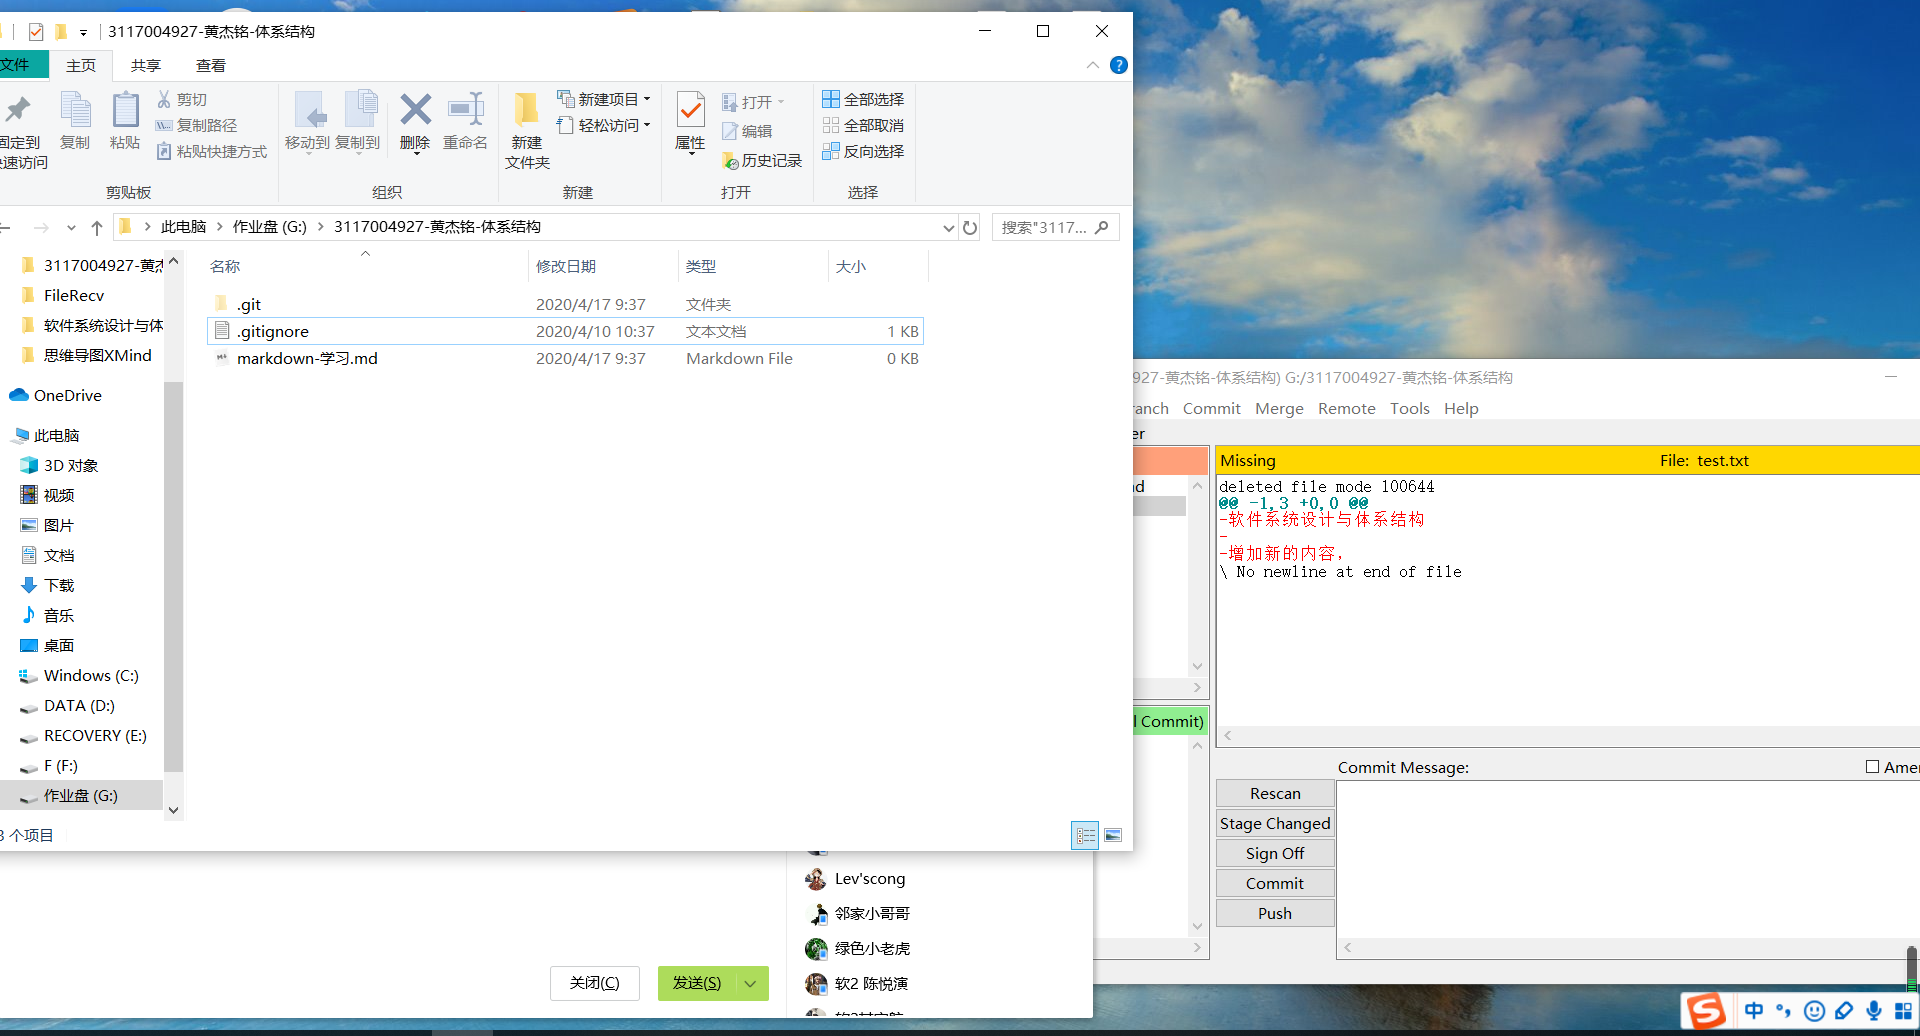 3117004927-黄杰铭-体系结构
文件 主页 共享 查看
固定到
快速访问
复制
粘贴
剪切
复制路径
粘贴快捷方式
剪贴板
移动到 复制到 删除 重命名
组织
新建
文件夹
新建项目
轻松访问
新建
属性
打开
编辑
历史记录
打开
全部选择
全部取消
反向选择
选择
此电脑 作业盘 (G:) 3117004927-黄杰铭-体系结构
搜索"3117...
名称 修改日期 类型 大小
.git 2020/4/17 9:37 文件夹
.gitignore 2020/4/10 10:37 文本文档 1 KB
markdown-学习.md 2020/4/17 9:37 Markdown File 0 KB
3117004927-黄杰
FileRecv
软件系统设计与体
思维导图XMind
OneDrive
此电脑
3D 对象
视频
图片
文档
下载
音乐
桌面
Windows (C:)
DATA (D:)
RECOVERY (E:)
F (F:)
作业盘 (G:)
3 个项目
927-黄杰铭-体系结构) G:/3117004927-黄杰铭-体系结构
ranch Commit Merge Remote Tools Help
er
nd
Missing File: test.txt
deleted file mode 100644
@@ -1,3 +0,0 @@
-软件系统设计与体系结构
-
-增加新的内容，
\ No newline at end of file
l Commit)
Commit Message:
Amer
Rescan
Stage Changed
Sign Off
Commit
Push
Lev'scong
邻家小哥哥
绿色小老虎
软2 陈悦演
关闭(C) 发送(S)
中